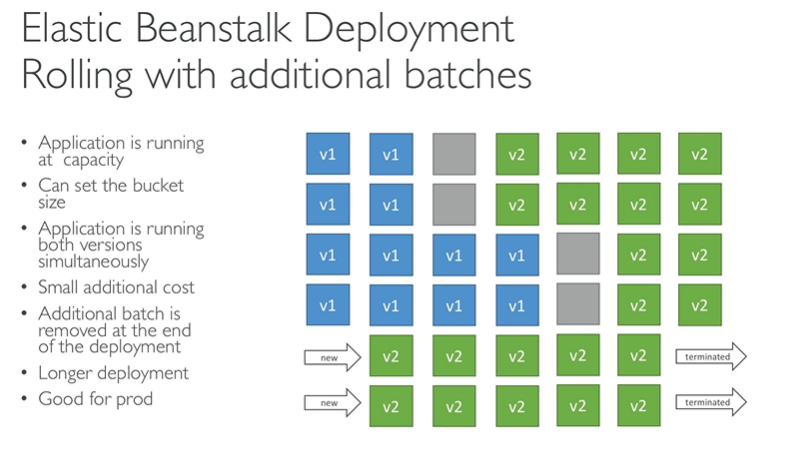 Elastic Beanstalk Deployment
Rolling with additional batches
• Application is running
at capacity
• Can set the bucket
size
• Application is running
both versions
simultaneously
• Small additional cost
• Additional batch is
removed at the end
of the deployment
• Longer deployment
• Good for prod
v1 v1 v2 v2 v2 v2
v1 v1 v2 v2 v2 v2
v1 v1 v1 v1 v2 v2
v1 v1 v1 v1 v2 v2
new v2 v2 v2 v2 v2 terminated
new v2 v2 v2 v2 v2 terminated